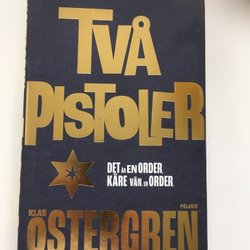 TVÅ
PISTOLER
DET ÄR EN ORDER,
KÄRE VÄN, EN ORDER.
POLARIS
KLAS
ÖSTERGREN